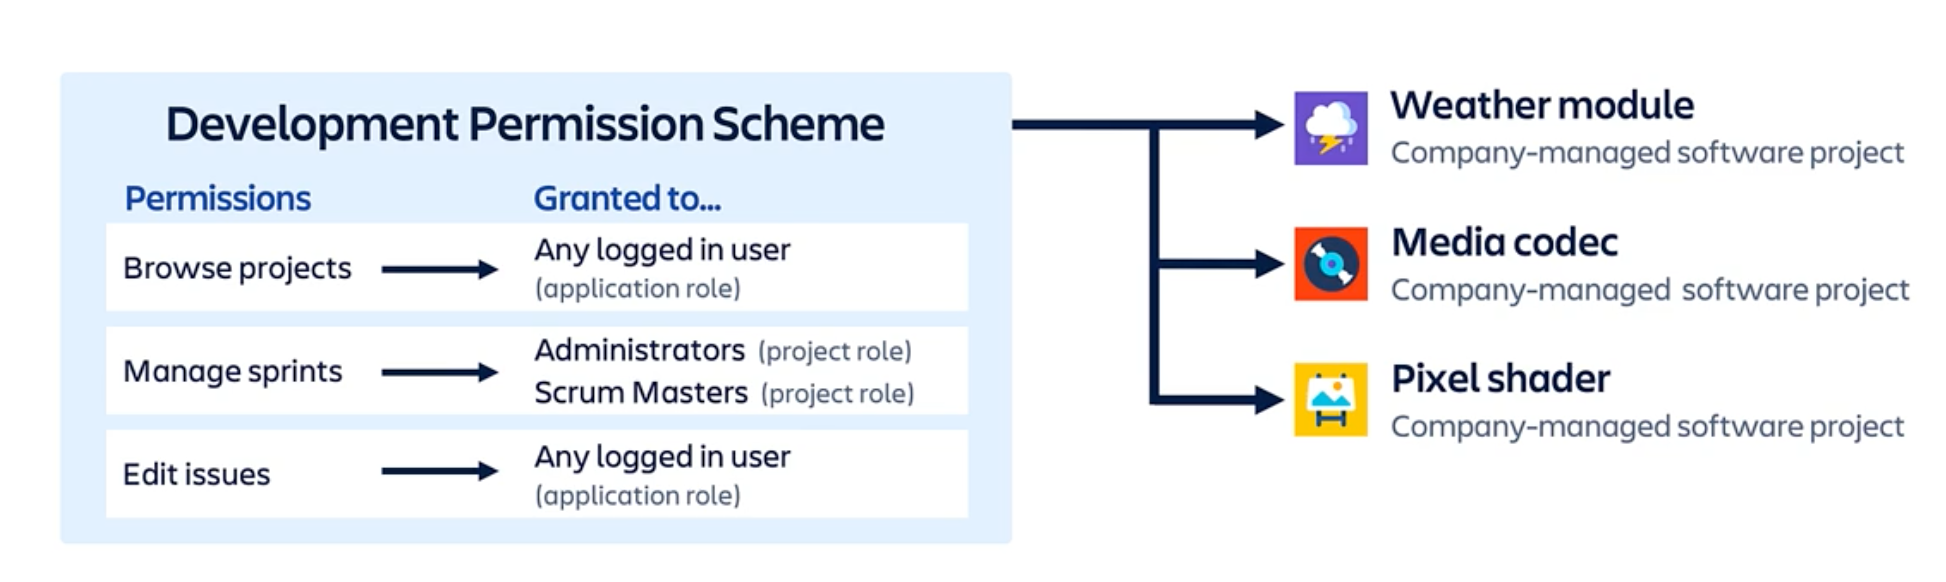 Development Permission Scheme
Permissions
Granted to...
Browse projects
Any logged in user
(application role)
Manage sprints
Administrators (project role)
Scrum Masters (project role)
Edit issues
Any logged in user
(application role)
Weather module
Company-managed software project
Media codec
Company-managed software project
Pixel shader
Company-managed software project